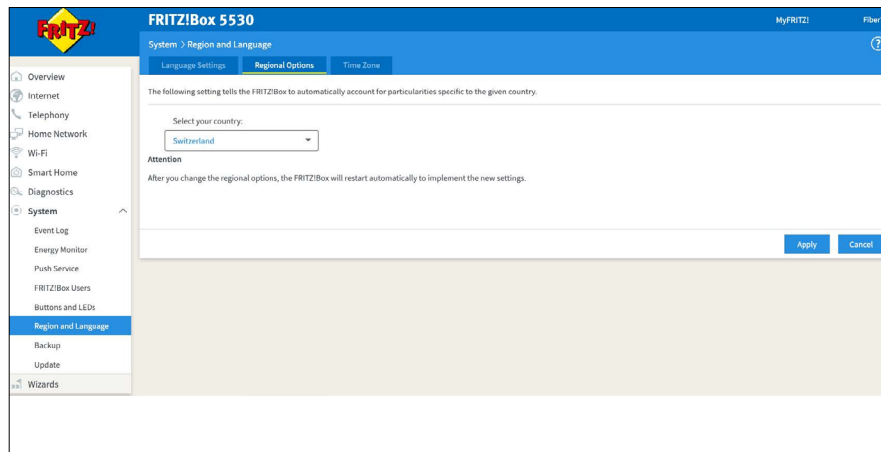 FRITZ!
FRITZ!Box 5530
MyFRITZ!
Fiber
System > Region and Language
?
Language Settings
Regional Options
Time Zone
Overview
Internet
Telephony
Home Network
Wi-Fi
Smart Home
Diagnostics
System
Event Log
Energy Monitor
Push Service
FRITZ!Box Users
Buttons and LEDs
Region and Language
Backup
Update
Wizards
The following setting tells the FRITZ!Box to automatically account for particularities specific to the given country.
Select your country:
Switzerland
Attention
After you change the regional options, the FRITZ!Box will restart automatically to implement the new settings.
Apply
Cancel